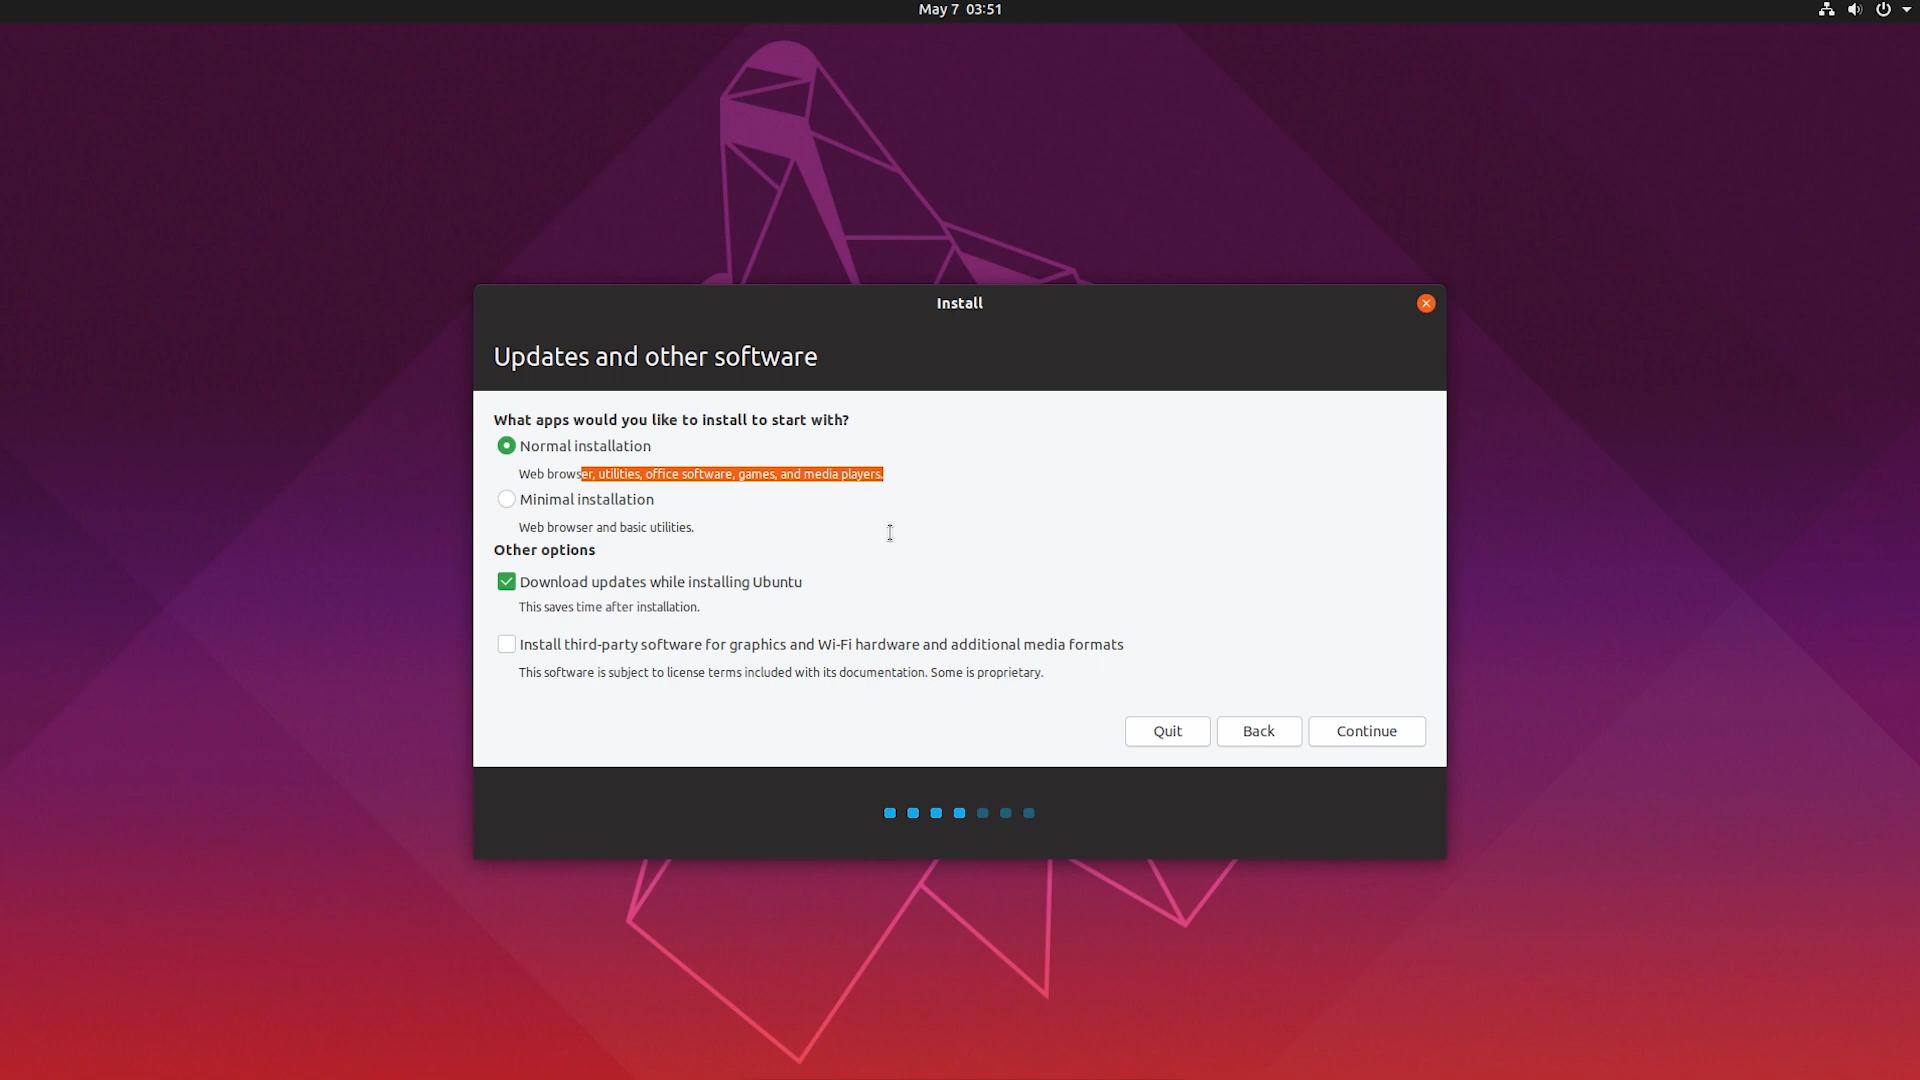 May 7 03:51
Install
Updates and other software
What apps would you like to install to start with?
Normal installation
Web browser, utilities, office software, games, and media players.
Minimal installation
Web browser and basic utilities.
Other options
Download updates while installing Ubuntu
This saves time after installation.
Install third-party software for graphics and Wi-Fi hardware and additional media formats
This software is subject to license terms included with its documentation. Some is proprietary.
Quit Back Continue